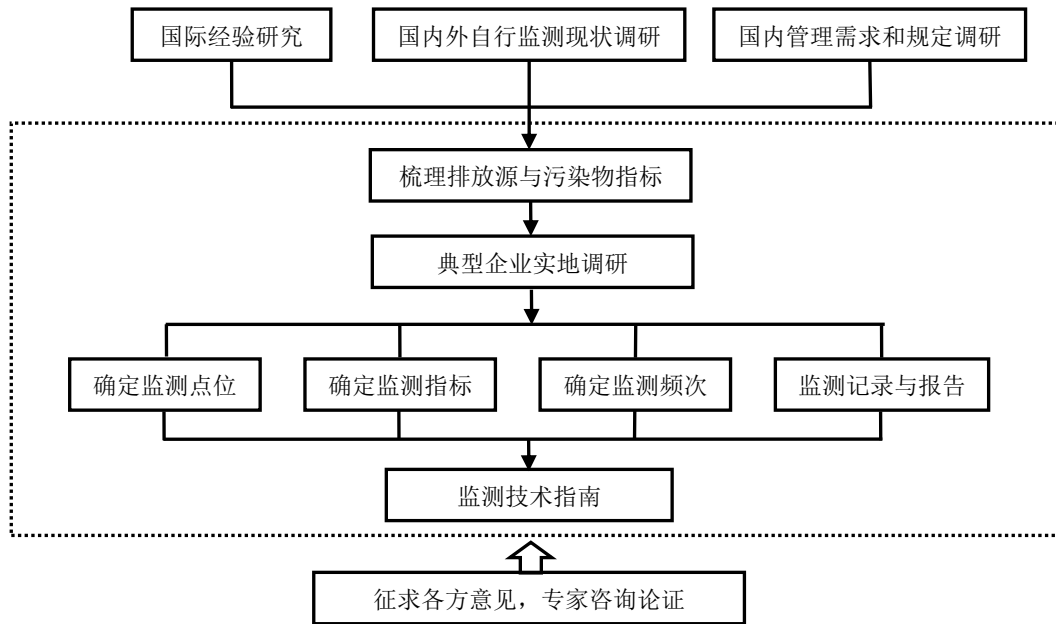 国际经验研究
国内外自行监测现状调研
国内管理需求和规定调研
梳理排放源与污染物指标
典型企业实地调研
确定监测点位
确定监测指标
确定监测频次
监测记录与报告
监测技术指南
征求各方意见，专家咨询论证